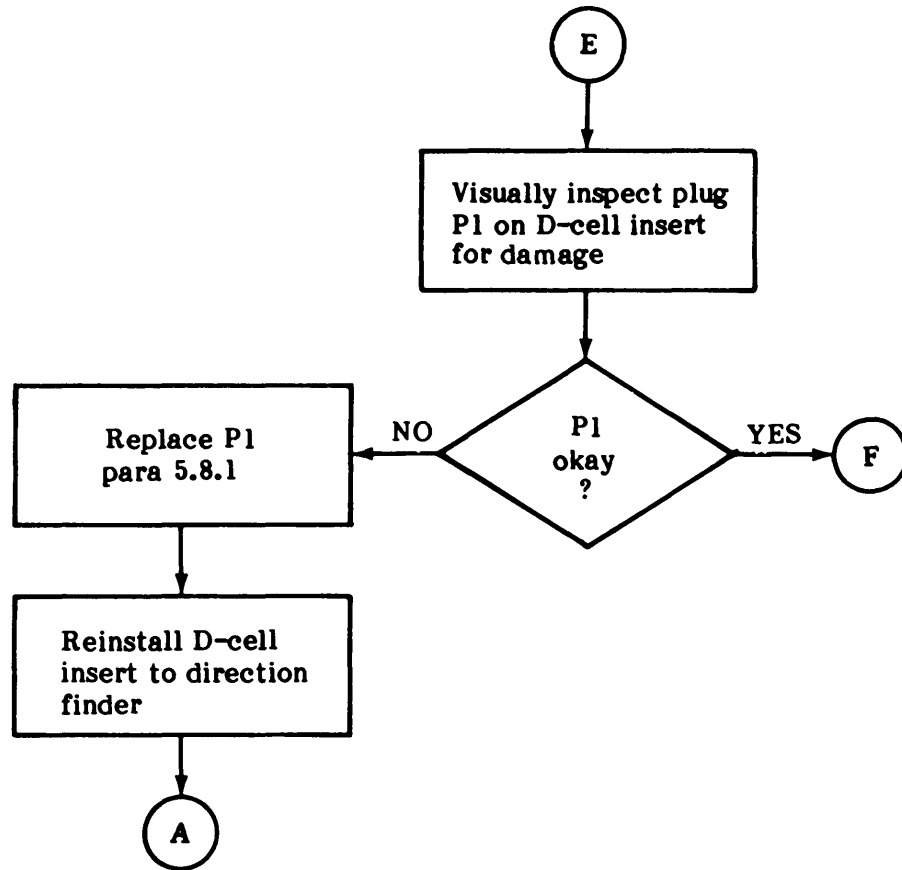 E
Visually inspect plug
P1 on D-cell insert
for damage
P1
okay
?
NO
YES
F
Replace P1
para 5.8.1
Reinstall D-cell
insert to direction
finder
A